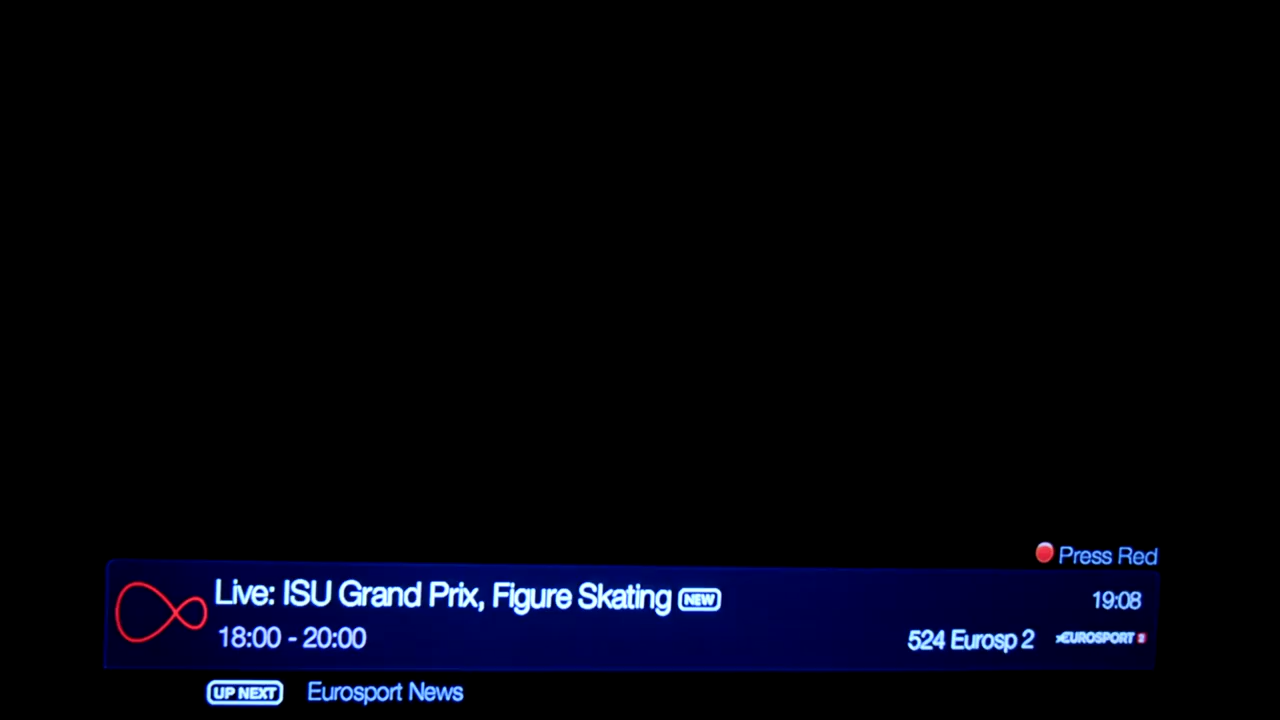 Press Red
Live: ISU Grand Prix, Figure Skating NEW
19:08
18:00 - 20:00
524 Eurosp 2
EUROSPORT 2
UP NEXT Eurosport News